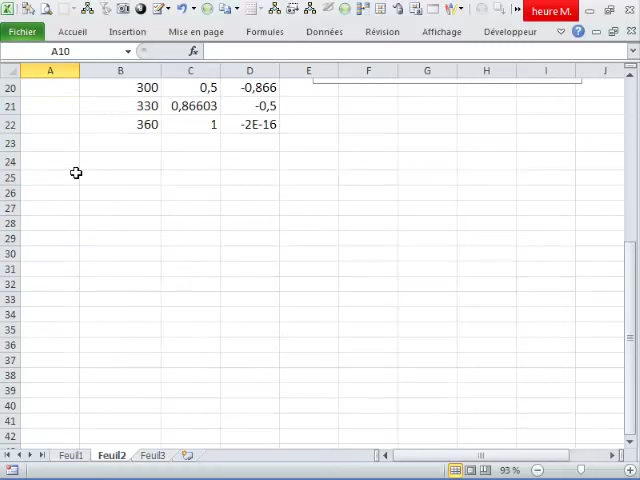 heure M.
Fichier Accueil Insertion Mise en page Formules Données Révision Affichage Développeur
A10 fx
A B C D E F G H I J
20 300 0,5 -0,866
21 330 0,86603 -0,5
22 360 1 -2E-16
23
24
25
26
27
28
29
30
31
32
33
34
35
36
37
38
39
40
41
42
Feuil1 Feuil2 Feuil3
93 %